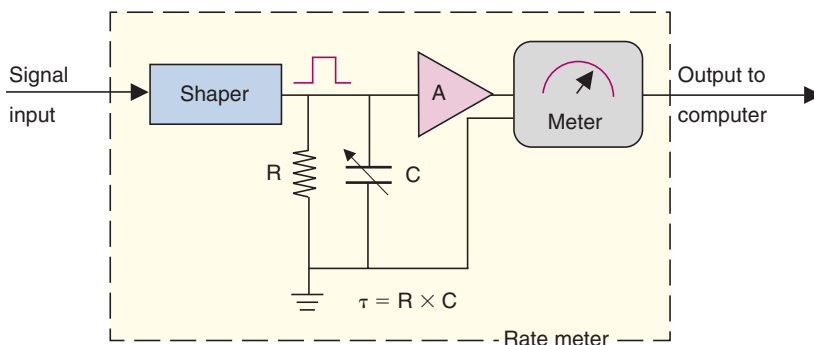 Signal
input
Shaper
R
C
A
Meter
Output to
computer
τ = R × C
Rate meter